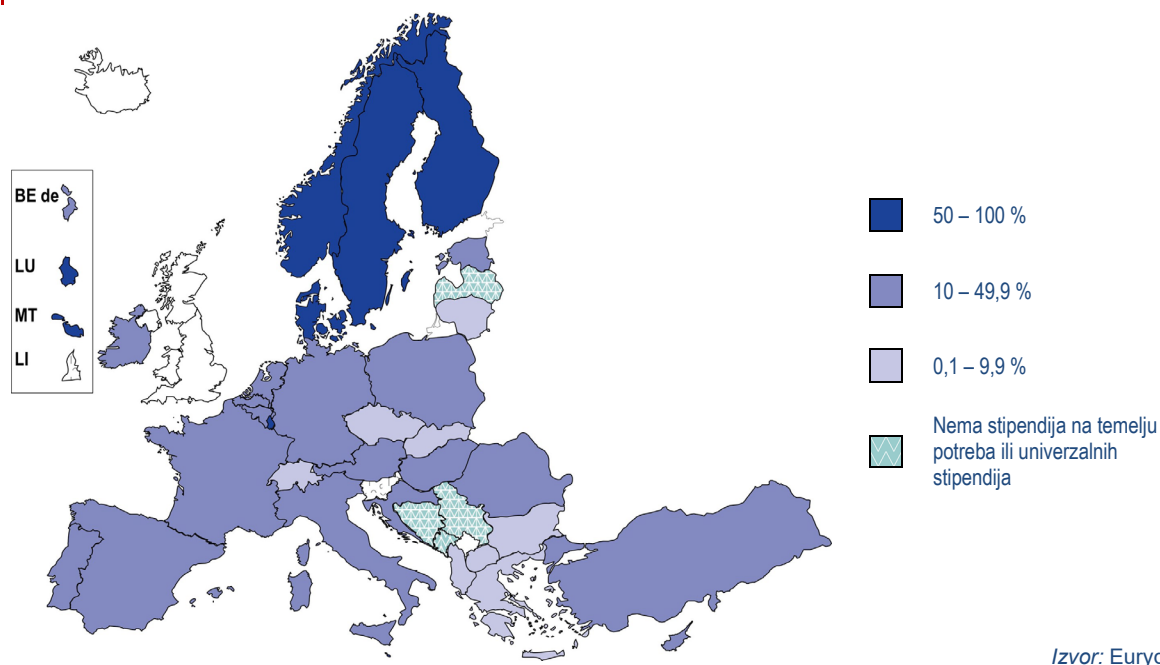 BE de
LU
MT
LI
50 – 100 %
10 – 49,9 %
0,1 – 9,9 %
Nema stipendija na temelju
potreba ili univerzalnih
stipendija
Izvor: